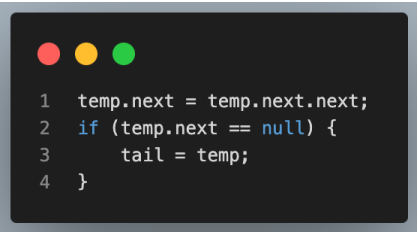 1 temp.next = temp.next.next;
2 if (temp.next == null) {
3     tail = temp;
4 }